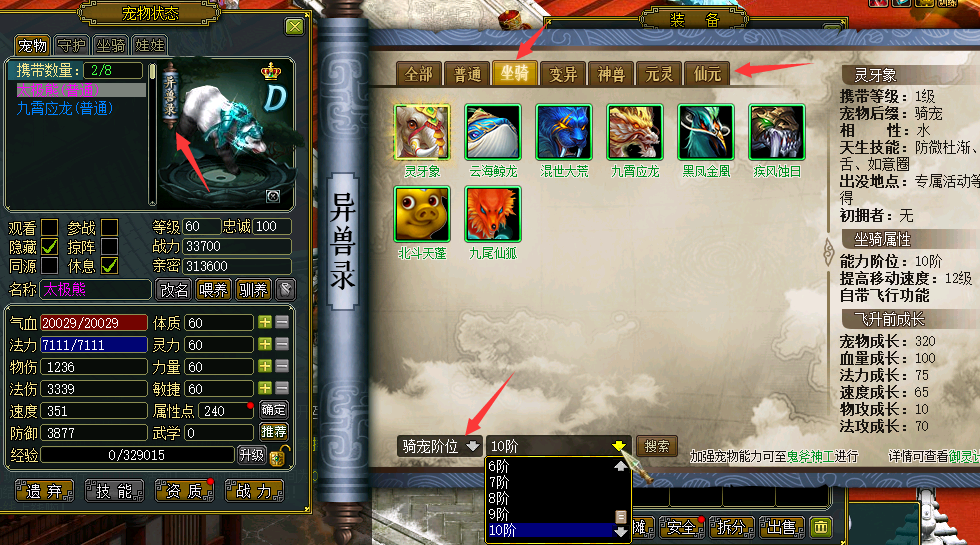 宠物状态
宠物 守护 坐骑 娃娃
携带数量: 2/8
九霄应龙(普通)
异兽录
D
观看 参战
隐藏 掠阵
同源 休息
等级 60 忠诚 100
战力 33700
亲密 313600
名称 太极熊 改名 喂养 驯养
气血 20029/20029 体质 60
法力 7111/7111 灵力 60
物伤 1236 力量 60
法伤 3339 敏捷 60
速度 351 属性点 240 确定
防御 3877 武学 0 推荐
经验 0/329015 升级
遗弃 技能 资质 战力
异兽录
装备
全部 普通 坐骑 变异 神兽 元灵 仙元
灵牙象 云海鲸龙 混世大荒 九霄应龙 黑凤金凰 疾风蚀日
北斗天蓬 九尾仙狐
骑宠阶位 10阶 搜索
6阶
7阶
8阶
9阶
10阶
加强宠物能力可至鬼瓮神工进行 详情可查看御灵
灵牙象
携带等级: 1级
宠物后缀: 骑宠
相 性: 水
天生技能: 防微杜渐、
舌、如意圈
出没地点: 专属活动等
得
初拥者: 无
坐骑属性
能力阶位: 10阶
提高移动速度: 12级
自带飞行功能
飞升前成长
宠物成长: 320
血量成长: 100
法力成长: 75
速度成长: 65
物攻成长: 10
法攻成长: 70
摊 安全 拆分 出售